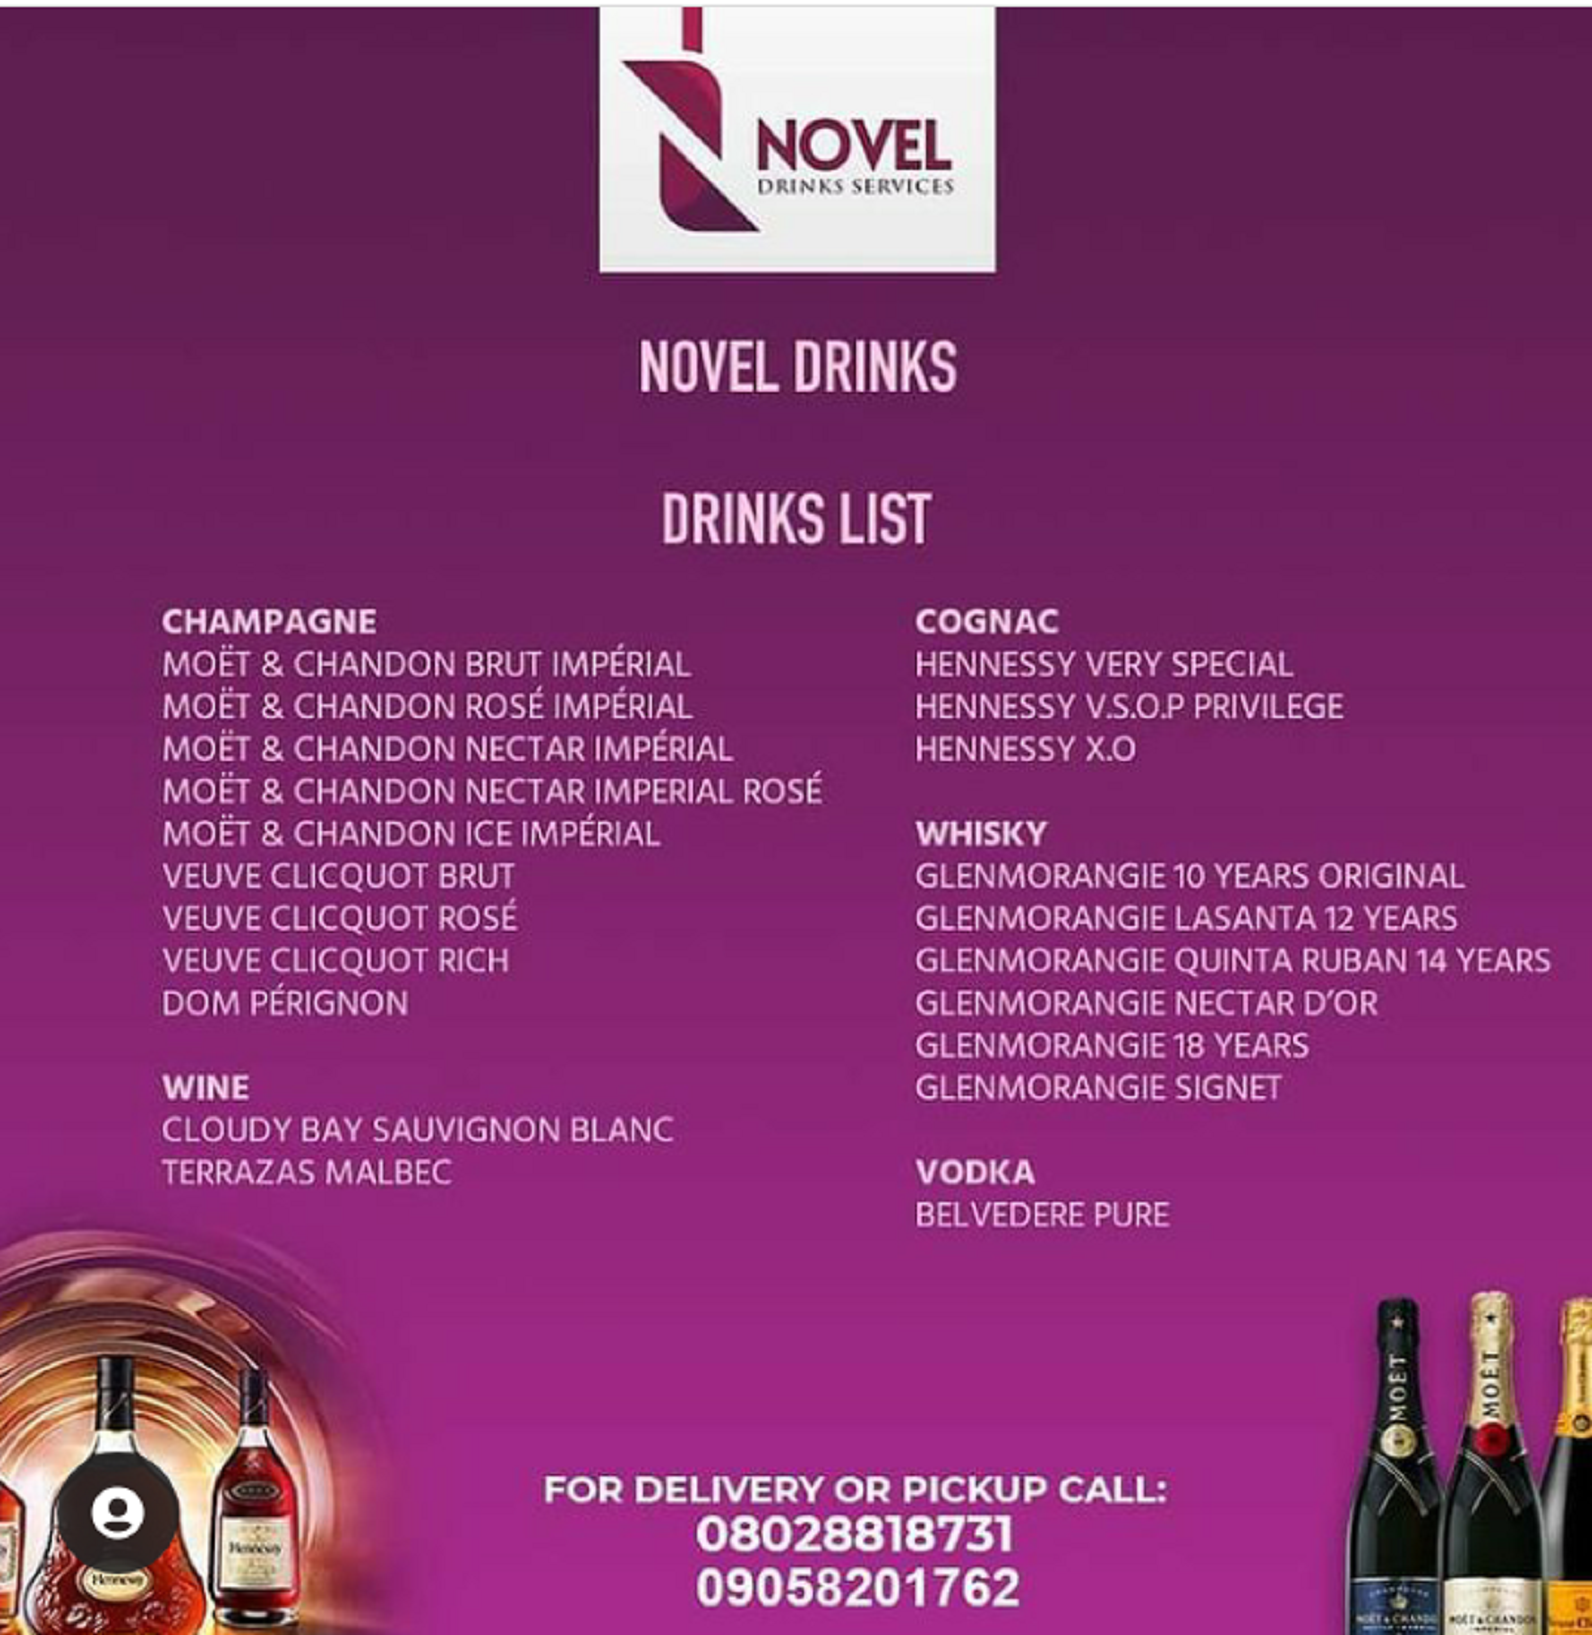 NOVEL
DRINKS SERVICES
NOVEL DRINKS
DRINKS LIST
CHAMPAGNE
MOËT & CHANDON BRUT IMPÉRIAL
MOËT & CHANDON ROSÉ IMPÉRIAL
MOËT & CHANDON NECTAR IMPÉRIAL
MOËT & CHANDON NECTAR IMPERIAL ROSÉ
MOËT & CHANDON ICE IMPÉRIAL
VEUVE CLICQUOT BRUT
VEUVE CLICQUOT ROSÉ
VEUVE CLICQUOT RICH
DOM PÉRIGNON
WINE
CLOUDY BAY SAUVIGNON BLANC
TERRAZAS MALBEC
COGNAC
HENNESSY VERY SPECIAL
HENNESSY V.S.O.P PRIVILEGE
HENNESSY X.O
WHISKY
GLENMORANGIE 10 YEARS ORIGINAL
GLENMORANGIE LASANTA 12 YEARS
GLENMORANGIE QUINTA RUBAN 14 YEARS
GLENMORANGIE NECTAR D'OR
GLENMORANGIE 18 YEARS
GLENMORANGIE SIGNET
VODKA
BELVEDERE PURE
FOR DELIVERY OR PICKUP CALL:
08028818731
09058201762
Hennessy
Hennessy
MOËT
MOËT
MOËT & CHANDON